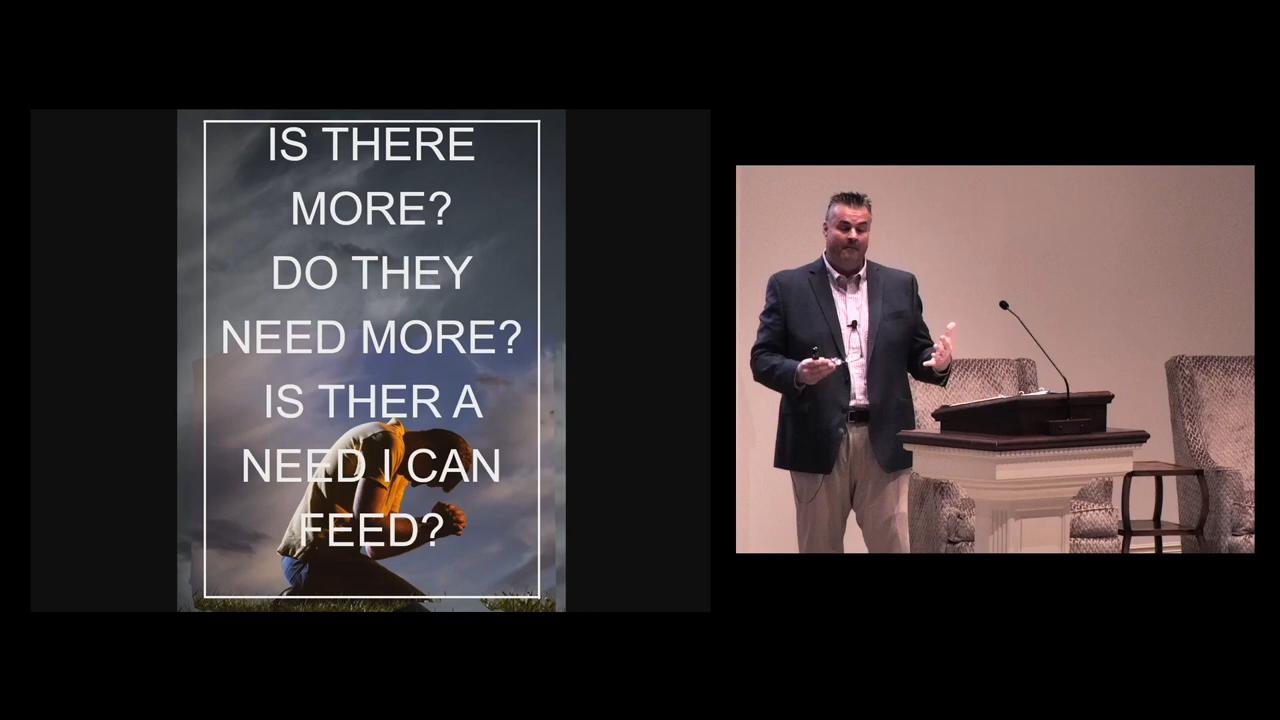 IS THERE
MORE?
DO THEY
NEED MORE?
IS THER A
NEED I CAN
FEED?